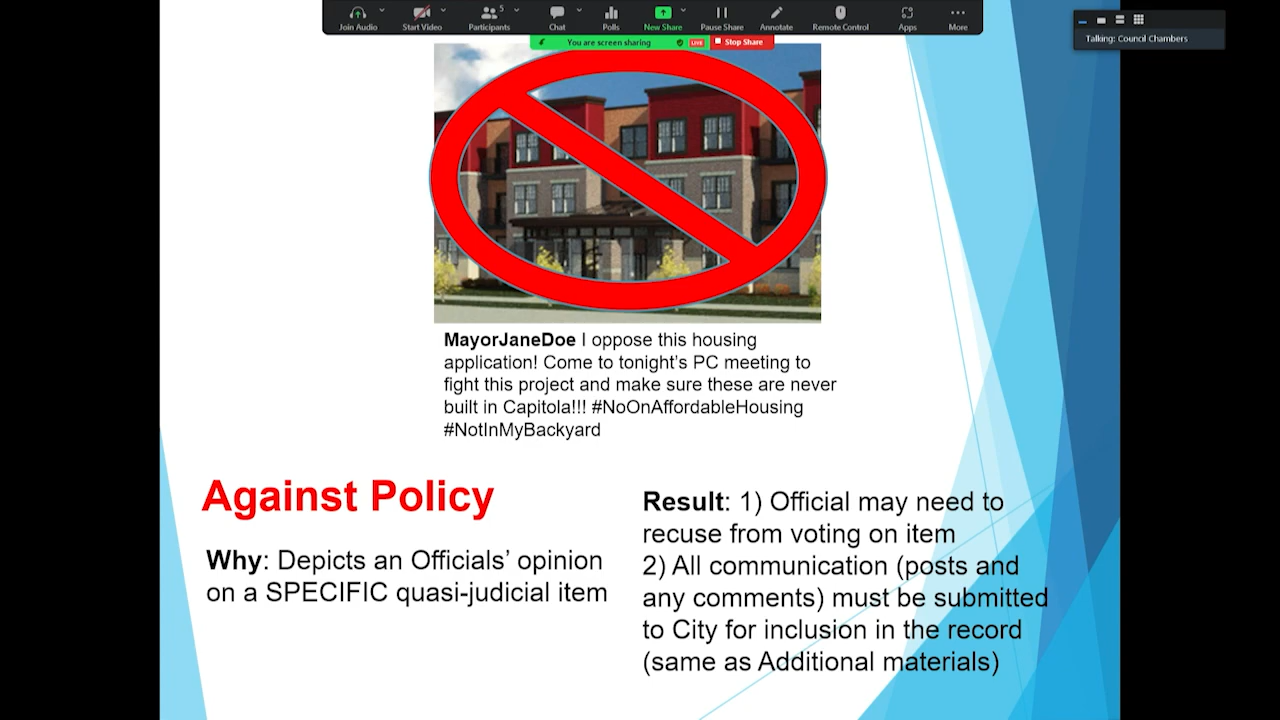 Join Audio
Start Video
Participants
5
Chat
Polls
New Share
Pause Share
Annotate
Remote Control
Apps
More
You are screen sharing
LIVE
Stop Share
Talking: Council Chambers
MayorJaneDoe I oppose this housing
application! Come to tonight's PC meeting to
fight this project and make sure these are never
built in Capitola!!! #NoOnAffordableHousing
#NotInMyBackyard
Against Policy
Why: Depicts an Officials' opinion
on a SPECIFIC quasi-judicial item
Result: 1) Official may need to
recuse from voting on item
2) All communication (posts and
any comments) must be submitted
to City for inclusion in the record
(same as Additional materials)